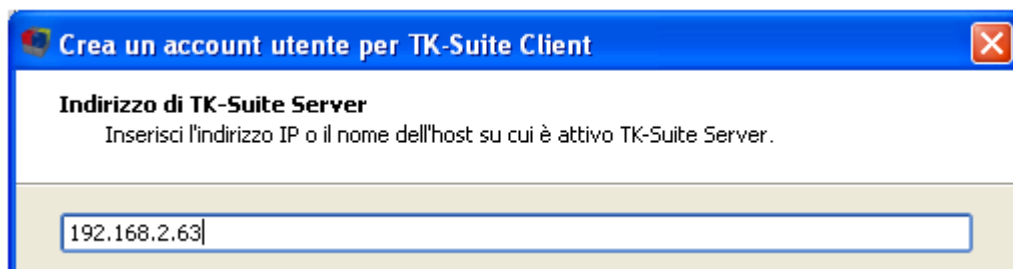 Crea un account utente per TK-Suite Client
Indirizzo di TK-Suite Server
Inserisci l'indirizzo IP o il nome dell'host su cui è attivo TK-Suite Server.
192.168.2.63